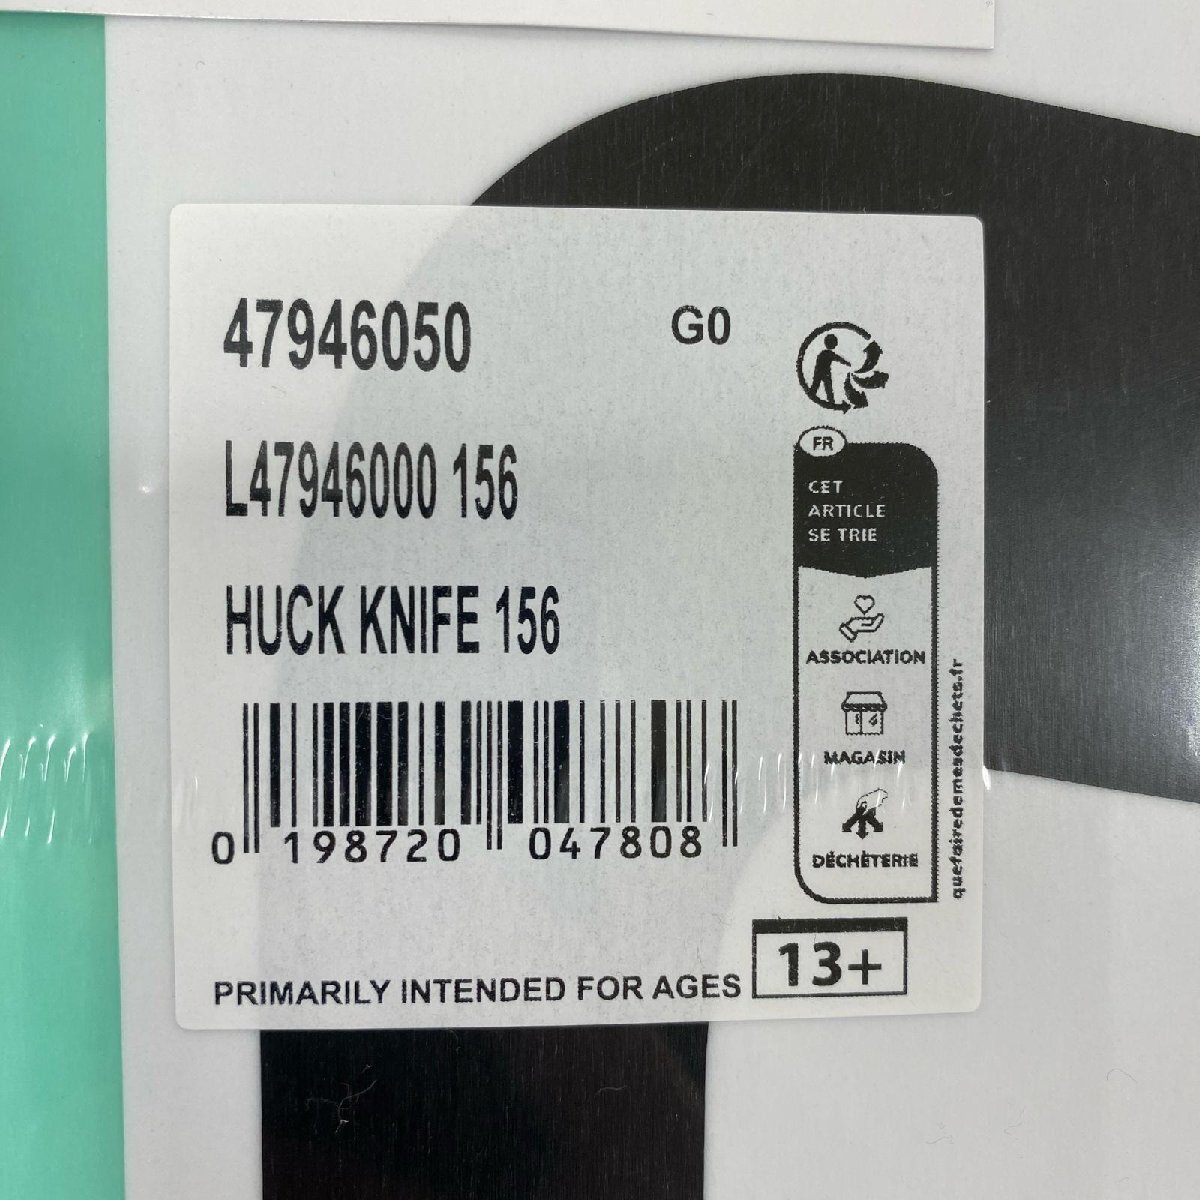 47946050
G0
L47946000 156
HUCK KNIFE 156
0 198720 047808
FR
CET
ARTICLE
SE TRIE
ASSOCIATION
MAGASIN
DÉCHÈTERIE
quefairedemesdechets.fr
PRIMARILY INTENDED FOR AGES 13+